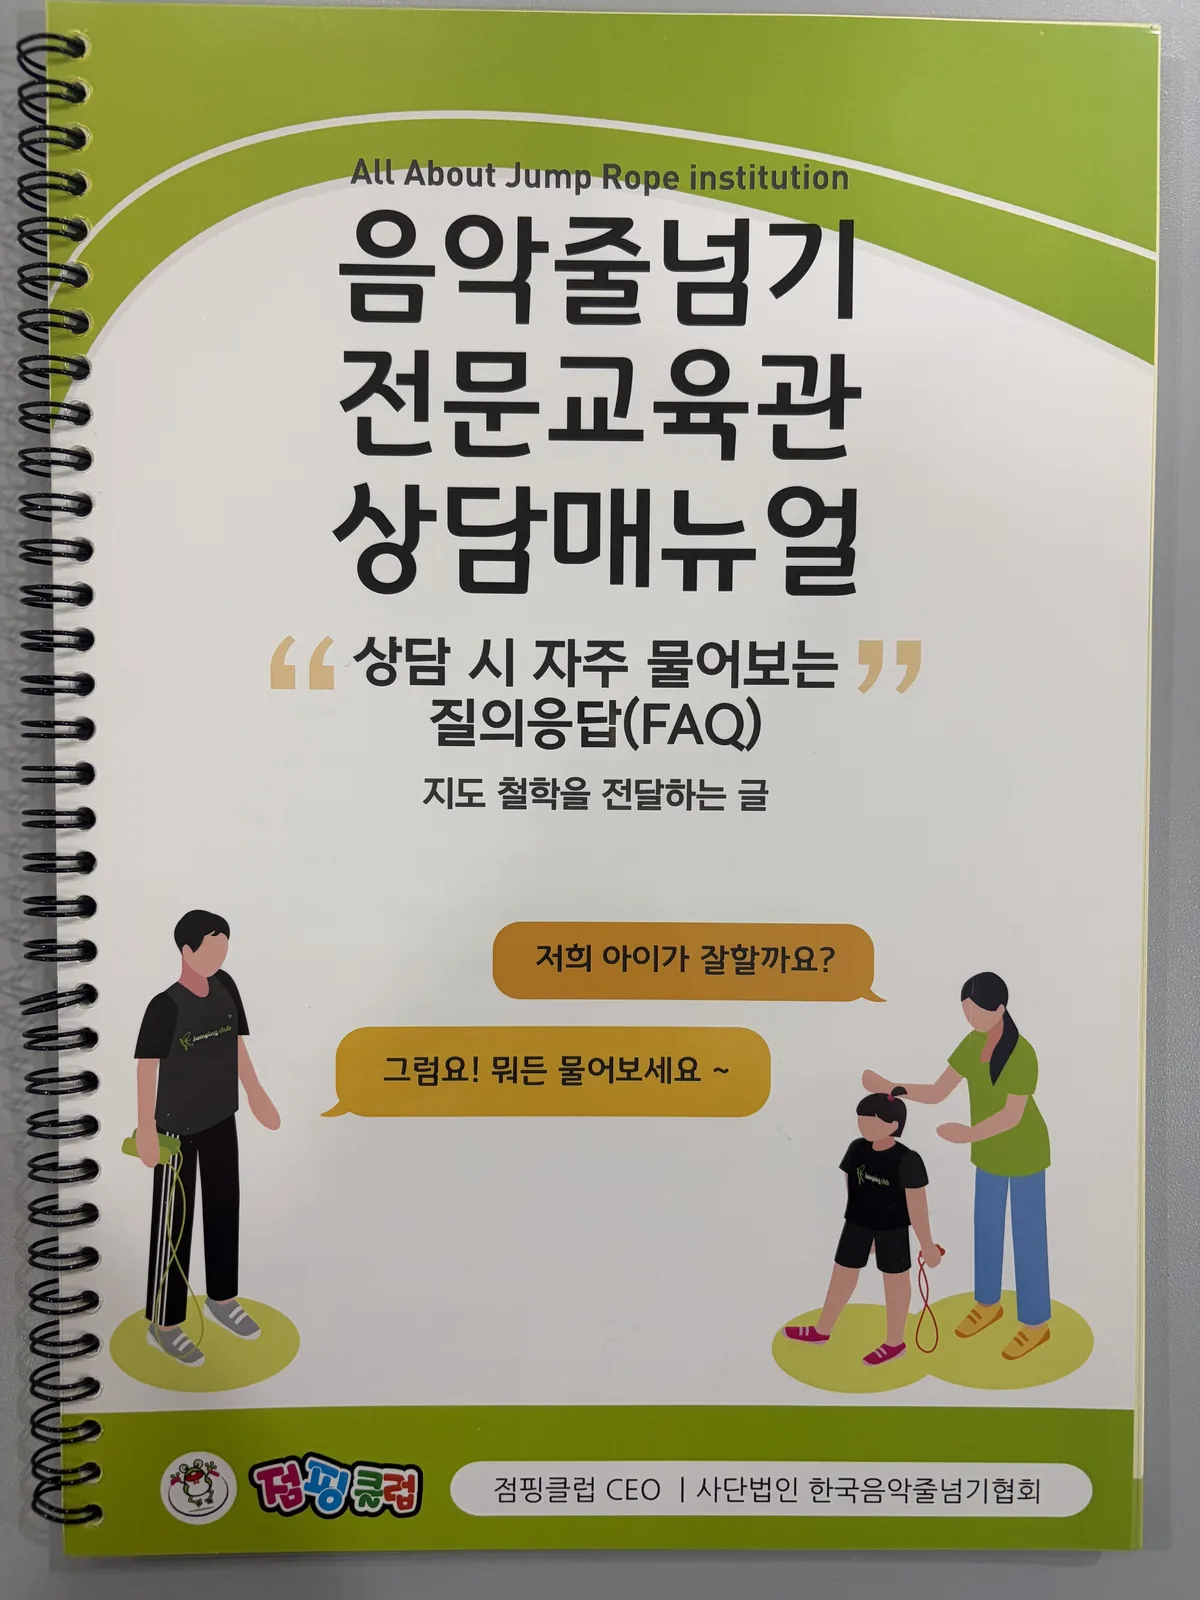 All About Jump Rope institution
음악줄넘기
전문교육관
상담매뉴얼
“ 상담 시 자주 물어보는 ”
질의응답(FAQ)
지도 철학을 전달하는 글
저희 아이가 잘할까요?
그럼요! 뭐든 물어보세요 ~
jumping club
jumping club
점핑클럽
점핑클럽 CEO | 사단법인 한국음악줄넘기협회